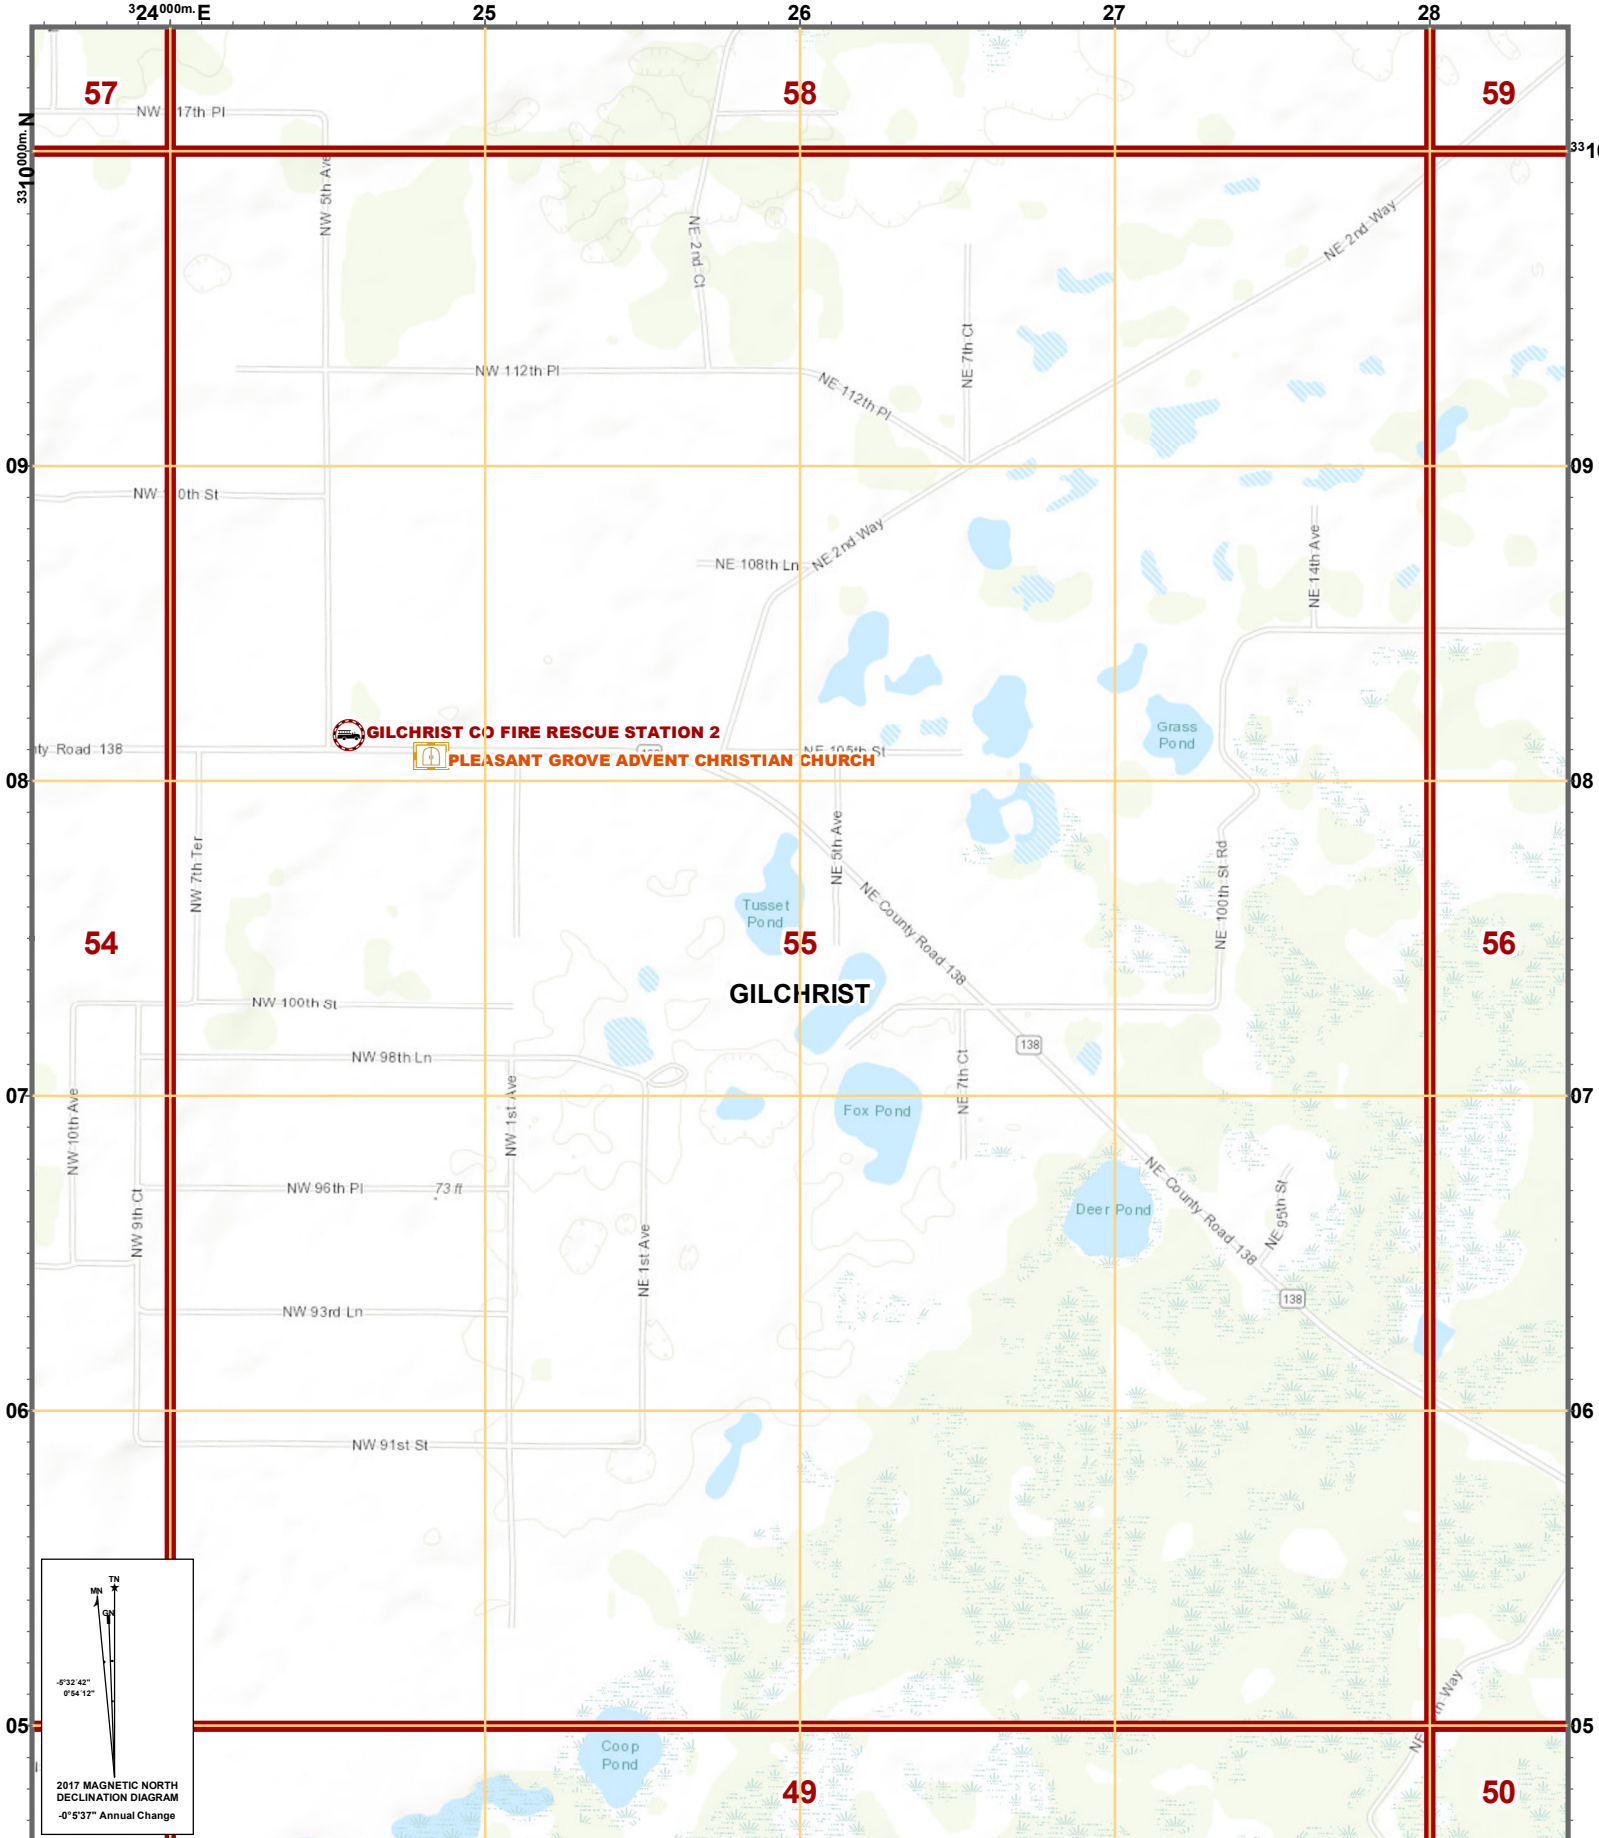 324000m. E
25
26
27
28
57
58
59
NW 17th Pl
3310000m. N
3310
NW 5th Ave
NE 2nd Ct
NE 2nd Way
NE 7th Ct
NW 112th Pl
NE 112th Pl
09
09
NW 0th St
NE 2nd Way
NE 108th Ln
NE 14th Ave
GILCHRIST CO FIRE RESCUE STATION 2
Grass
Pond
ty Road 138
NE 105th St
PLEASANT GROVE ADVENT CHRISTIAN CHURCH
08
08
NW 7th Ter
NE 5th Ave
NE 100th St Rd
Tusset
Pond
NE County Road 138
54
55
56
GILCHRIST
NW 100th St
138
NW 98th Ln
NW 10th Ave
NW 1st Ave
NE 7th Ct
07
07
Fox Pond
NW 96th Pl
73 ft
NW 9th Ct
NE 1st Ave
Deer Pond
NE County Road 138
NE 95th St
138
NW 93rd Ln
06
06
NW 91st St
TN
MN
GN
-5°32'42"
0°54'12"
2017 MAGNETIC NORTH
DECLINATION DIAGRAM
-0°5'37" Annual Change
05
05
Coop
Pond
49
50